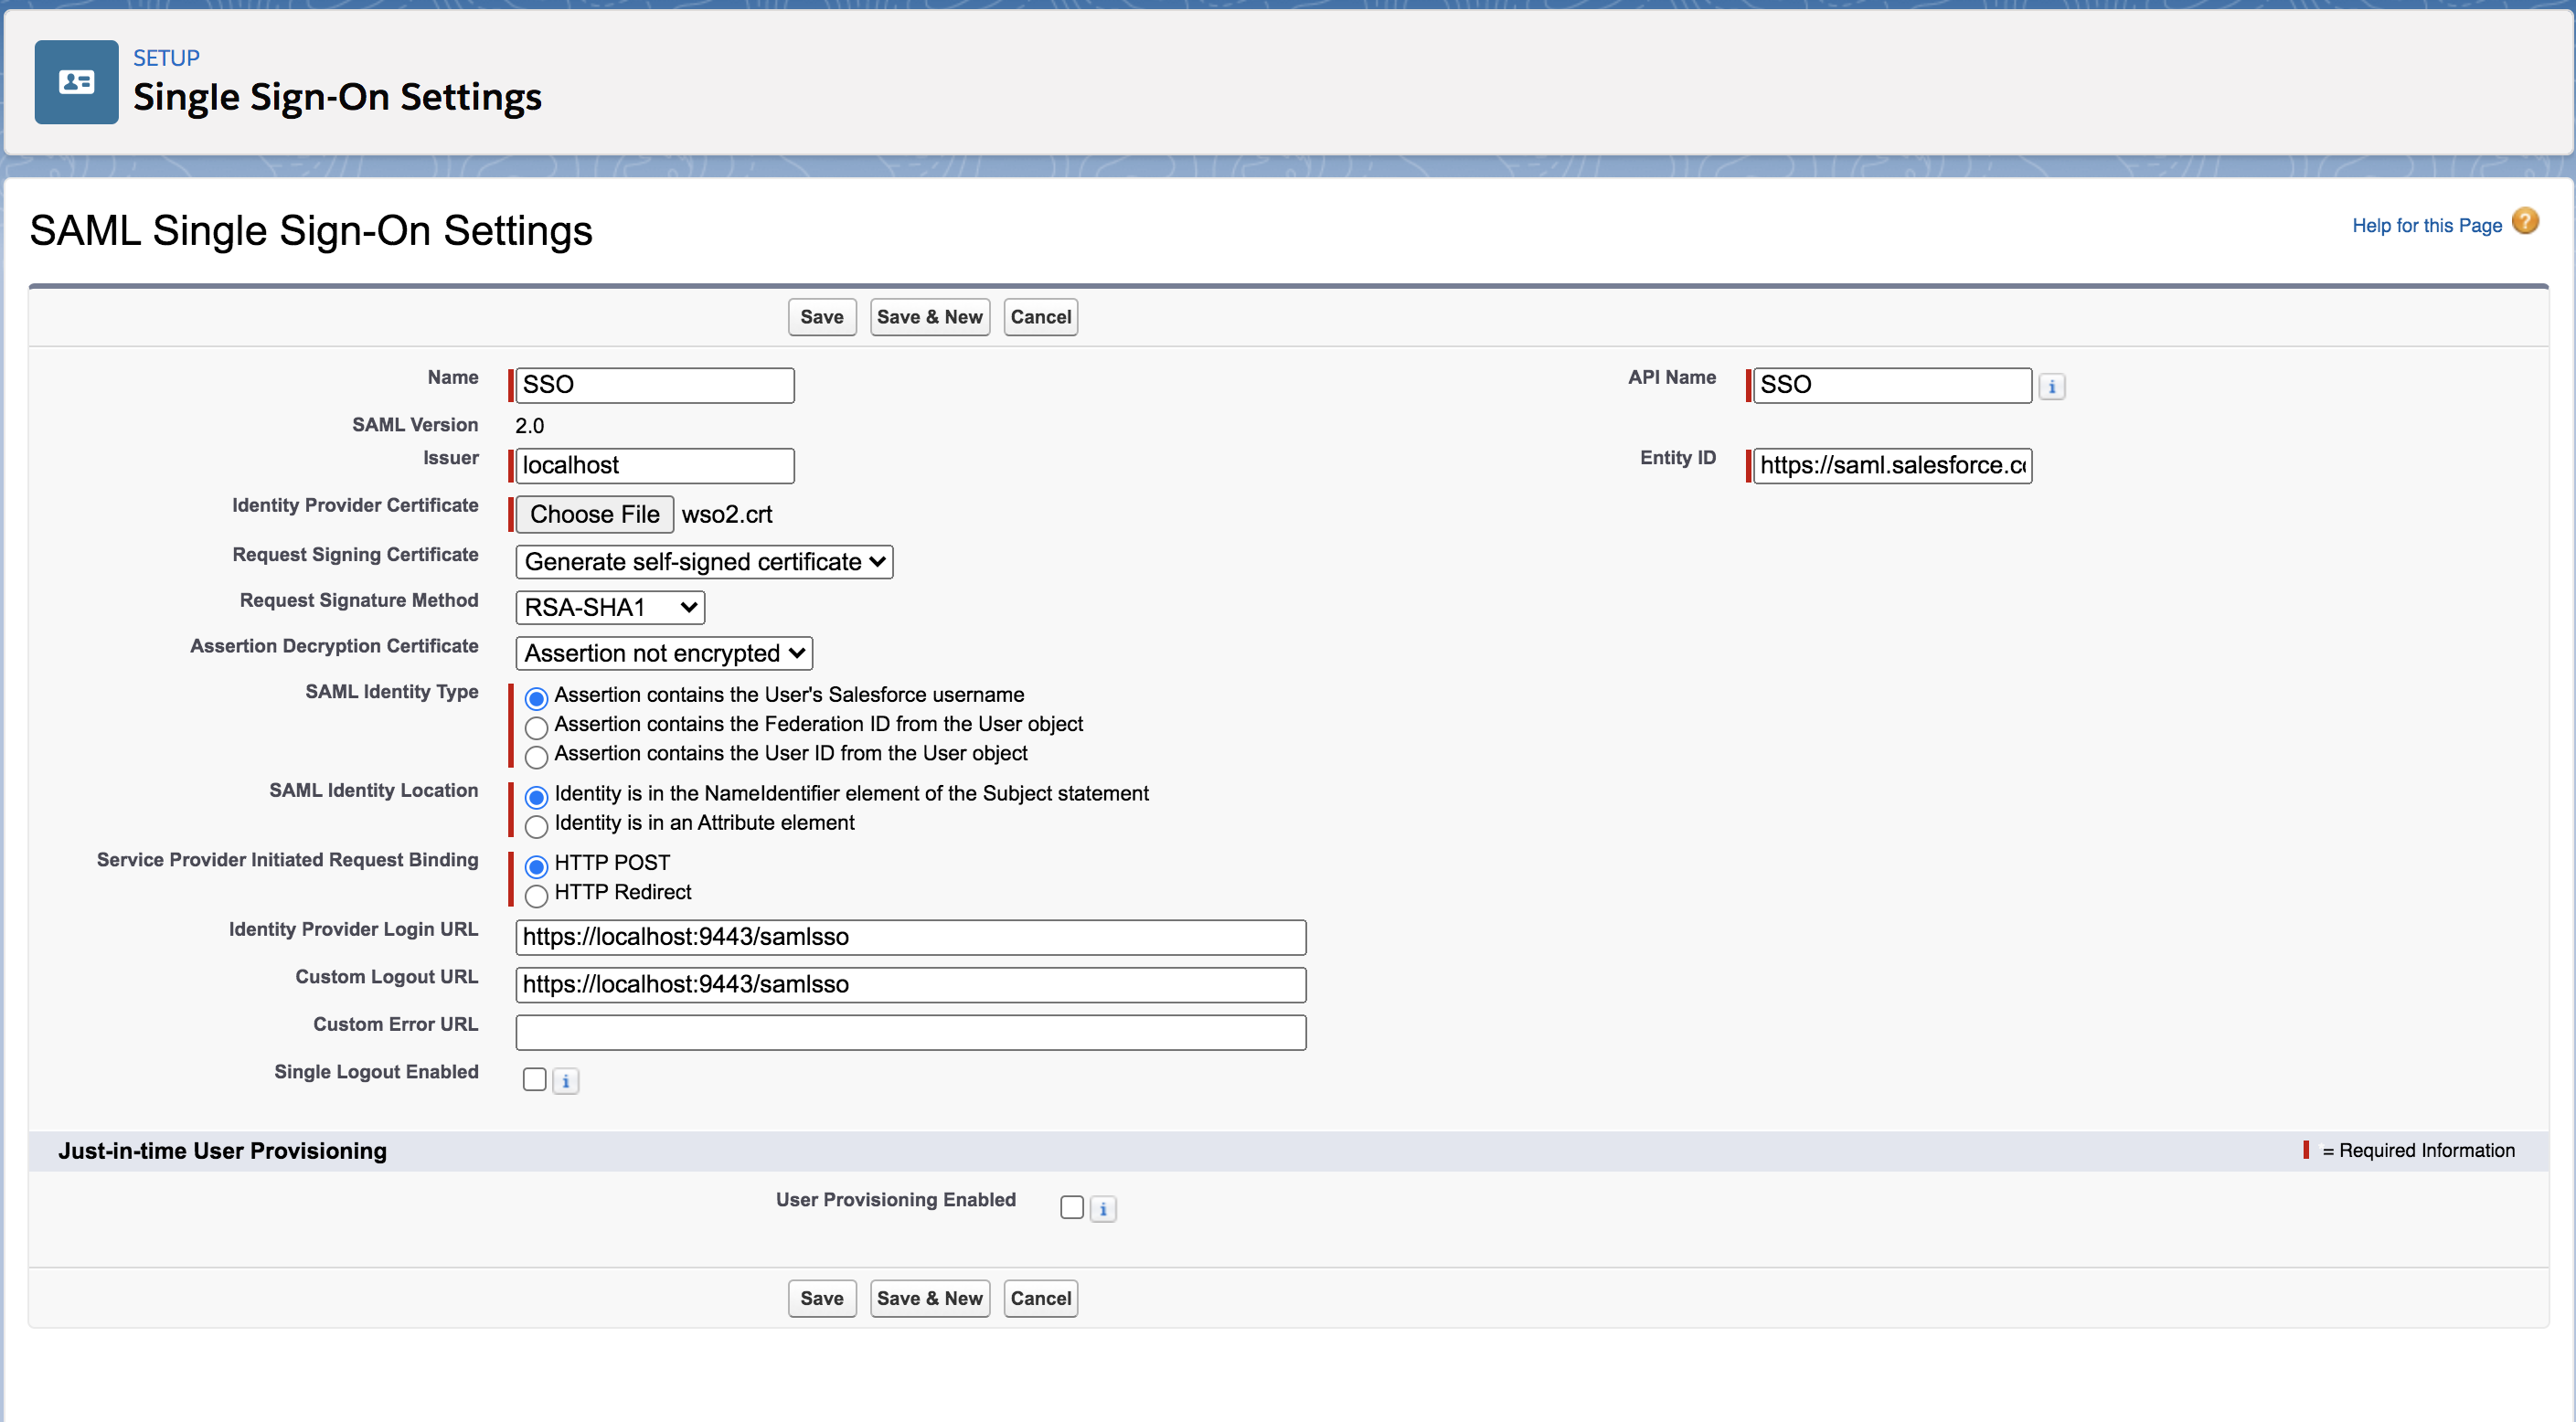 SETUP
Single Sign-On Settings
SAML Single Sign-On Settings
Help for this Page ?
Save Save & New Cancel
Name SSO API Name SSO i
SAML Version 2.0
Issuer localhost Entity ID https://saml.salesforce.c
Identity Provider Certificate Choose File wso2.crt
Request Signing Certificate Generate self-signed certificate
Request Signature Method RSA-SHA1
Assertion Decryption Certificate Assertion not encrypted
SAML Identity Type Assertion contains the User's Salesforce username
Assertion contains the Federation ID from the User object
Assertion contains the User ID from the User object
SAML Identity Location Identity is in the NameIdentifier element of the Subject statement
Identity is in an Attribute element
Service Provider Initiated Request Binding HTTP POST
HTTP Redirect
Identity Provider Login URL https://localhost:9443/samlsso
Custom Logout URL https://localhost:9443/samlsso
Custom Error URL
Single Logout Enabled i
Just-in-time User Provisioning = Required Information
User Provisioning Enabled i
Save Save & New Cancel